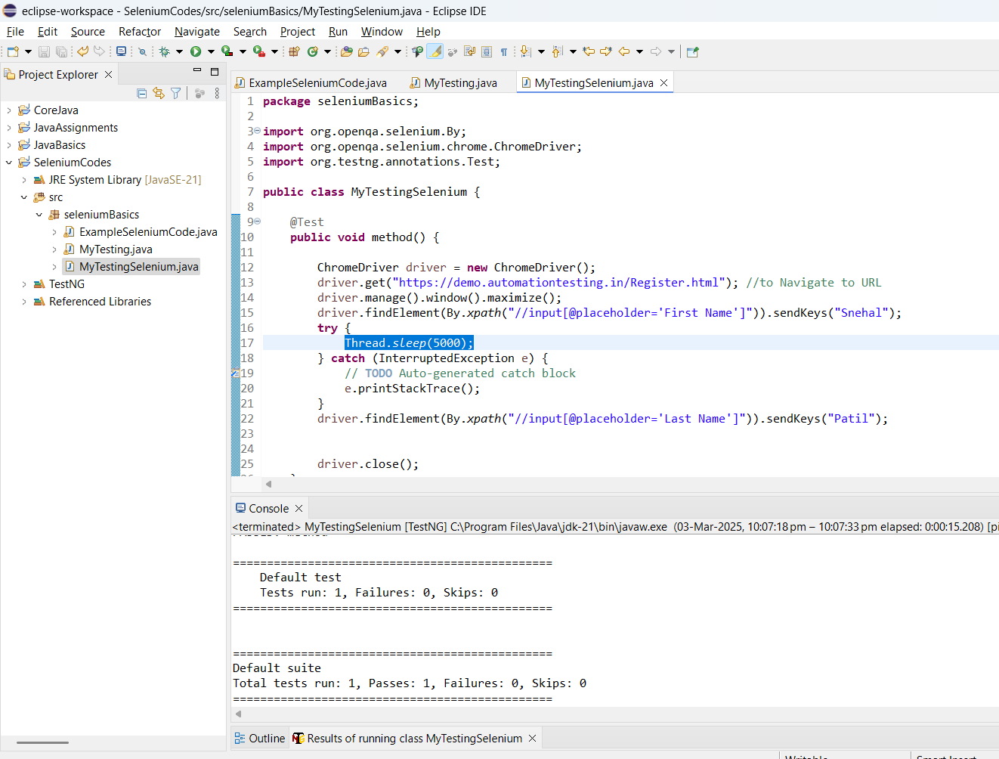 eclipse-workspace - SeleniumCodes/src/seleniumBasics/MyTestingSelenium.java - Eclipse IDE
File Edit Source Refactor Navigate Search Project Run Window Help
Project Explorer
CoreJava
JavaAssignments
JavaBasics
SeleniumCodes
JRE System Library [JavaSE-21]
src
seleniumBasics
ExampleSeleniumCode.java
MyTesting.java
MyTestingSelenium.java
TestNG
Referenced Libraries
ExampleSeleniumCode.java MyTesting.java MyTestingSelenium.java
1 package seleniumBasics;
2
3 import org.openqa.selenium.By;
4 import org.openqa.selenium.chrome.ChromeDriver;
5 import org.testng.annotations.Test;
6
7 public class MyTestingSelenium {
8
9 @Test
10 public void method() {
11
12 ChromeDriver driver = new ChromeDriver();
13 driver.get("https://demo.automationtesting.in/Register.html"); //to Navigate to URL
14 driver.manage().window().maximize();
15 driver.findElement(By.xpath("//input[@placeholder='First Name']")).sendKeys("Snehal");
16 try {
17 Thread.sleep(5000);
18 } catch (InterruptedException e) {
19 // TODO Auto-generated catch block
20 e.printStackTrace();
21 }
22 driver.findElement(By.xpath("//input[@placeholder='Last Name']")).sendKeys("Patil");
23
24
25 driver.close();
Console
<terminated> MyTestingSelenium [TestNG] C:\Program Files\Java\jdk-21\bin\javaw.exe (03-Mar-2025, 10:07:18 pm – 10:07:33 pm elapsed: 0:00:15.208) [pi
===============================================
Default test
Tests run: 1, Failures: 0, Skips: 0
===============================================
===============================================
Default suite
Total tests run: 1, Passes: 1, Failures: 0, Skips: 0
===============================================
Outline Results of running class MyTestingSelenium